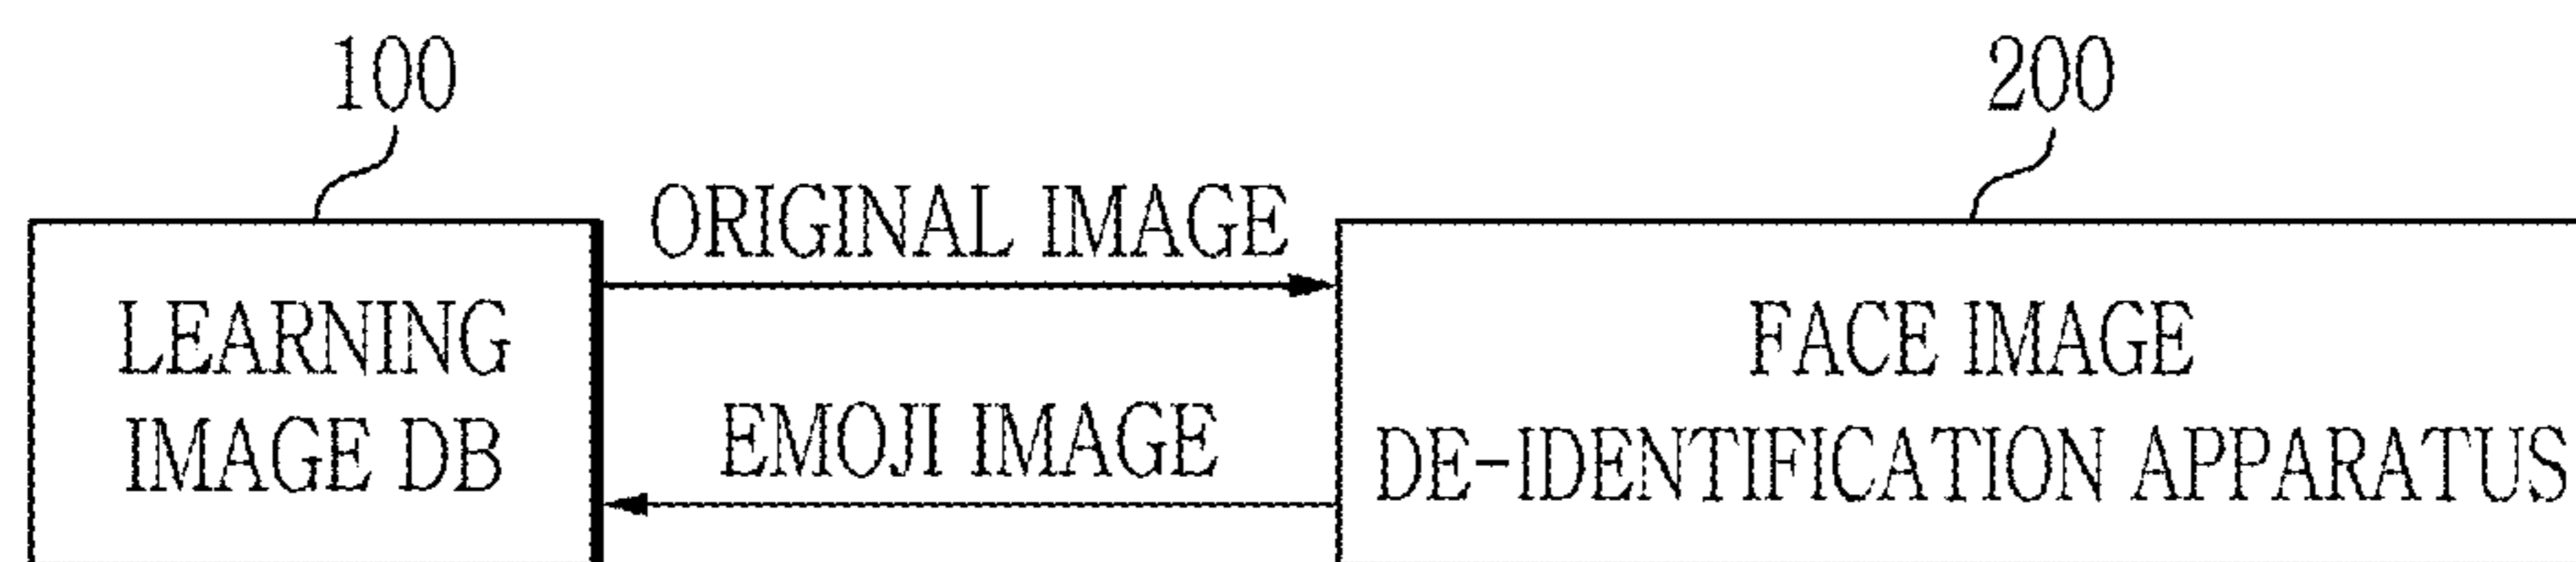 100
200
ORIGINAL IMAGE
LEARNING
IMAGE DB
EMOJI IMAGE
FACE IMAGE
DE-IDENTIFICATION APPARATUS